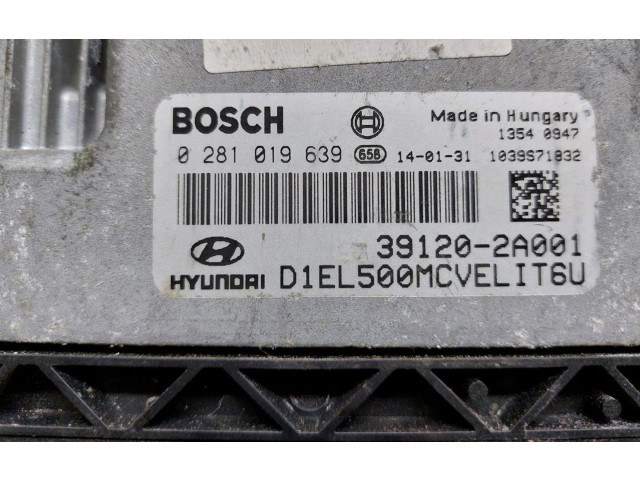 BOSCH
Made in Hungary
1354 0947
0 281 019 639 658 14-01-31 1039S71832
39120-2A001
HYUNDAI D1EL500MCVELIT6U